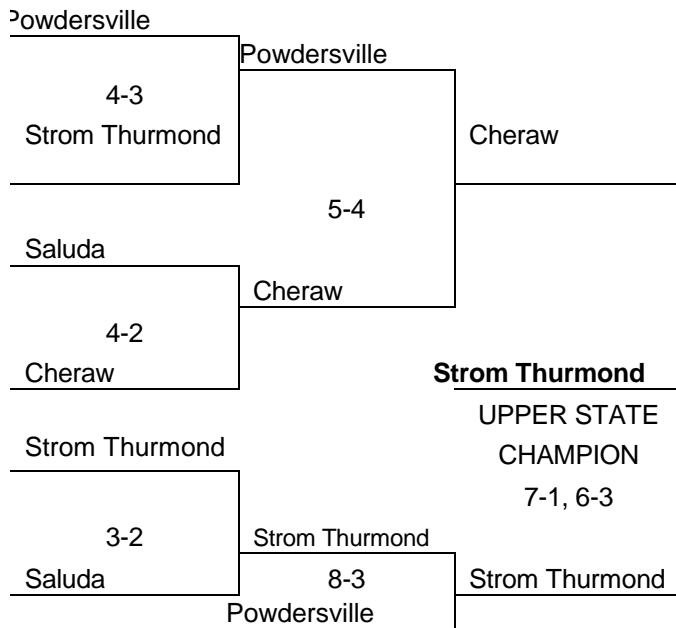 Powdersville
Powdersville
4-3
Strom Thurmond
Cheraw
5-4
Saluda
Cheraw
4-2
Cheraw
Strom Thurmond
UPPER STATE
CHAMPION
7-1, 6-3
Strom Thurmond
3-2
Strom Thurmond
Saluda
8-3
Strom Thurmond
Powdersville